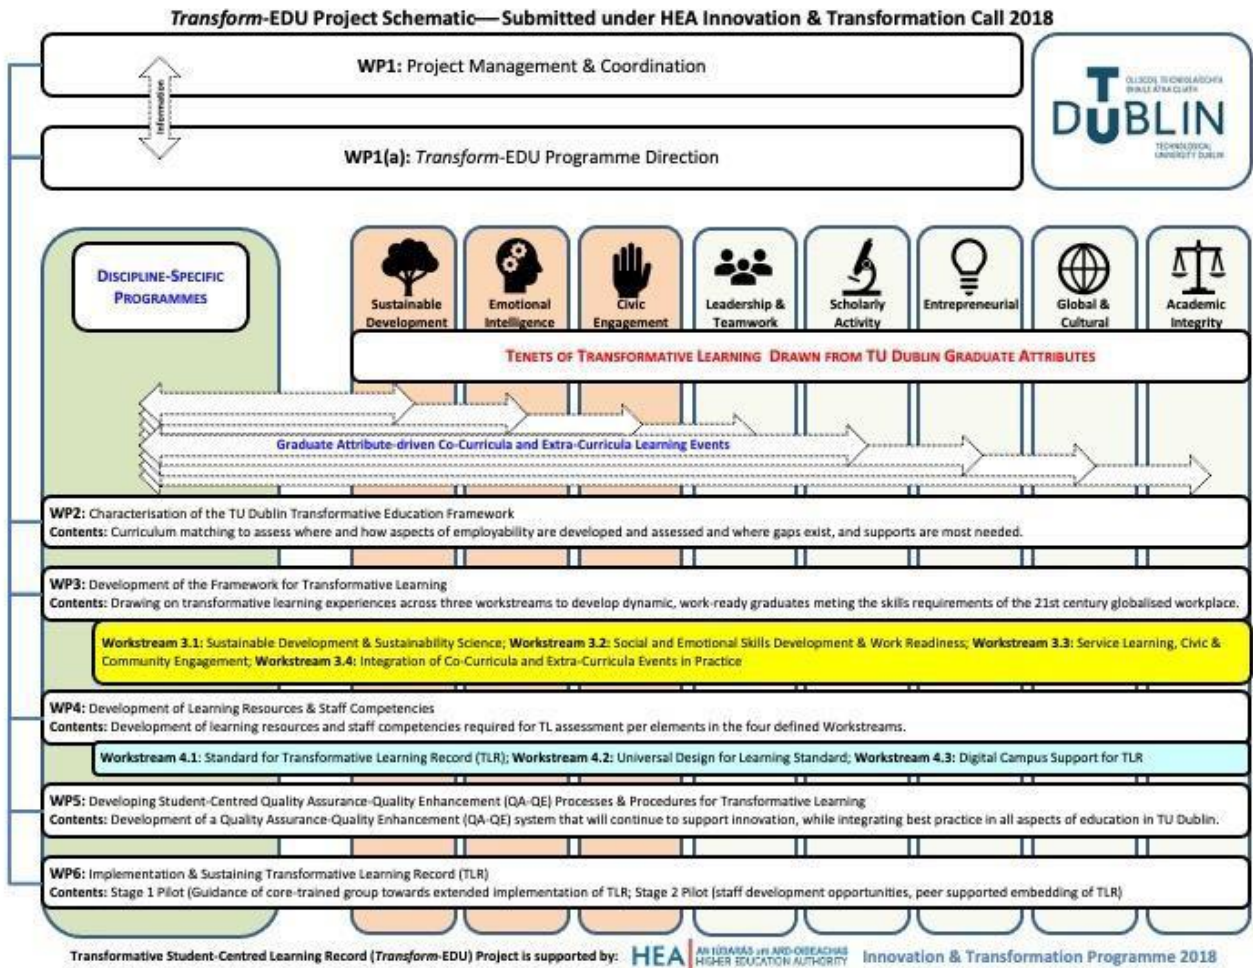 Transform-EDU Project Schematic—Submitted under HEA Innovation & Transformation Call 2018
WP1: Project Management & Coordination
Information
WP1(a): Transform-EDU Programme Direction
OLLSCOIL TEICNEOLAÍOCHTA
BHAILE ÁTHA CLIATH
TU DUBLIN
TECHNOLOGICAL
UNIVERSITY DUBLIN
DISCIPLINE-SPECIFIC
PROGRAMMES
Sustainable
Development
Emotional
Intelligence
Civic
Engagement
Leadership &
Teamwork
Scholarly
Activity
Entrepreneurial
Global &
Cultural
Academic
Integrity
TENETS OF TRANSFORMATIVE LEARNING DRAWN FROM TU DUBLIN GRADUATE ATTRIBUTES
Graduate Attribute-driven Co-Curricula and Extra-Curricula Learning Events
WP2: Characterisation of the TU Dublin Transformative Education Framework
Contents: Curriculum matching to assess where and how aspects of employability are developed and assessed and where gaps exist, and supports are most needed.
WP3: Development of the Framework for Transformative Learning
Contents: Drawing on transformative learning experiences across three workstreams to develop dynamic, work-ready graduates meting the skills requirements of the 21st century globalised workplace.
Workstream 3.1: Sustainable Development & Sustainability Science; Workstream 3.2: Social and Emotional Skills Development & Work Readiness; Workstream 3.3: Service Learning, Civic &
Community Engagement; Workstream 3.4: Integration of Co-Curricula and Extra-Curricula Events in Practice
WP4: Development of Learning Resources & Staff Competencies
Contents: Development of learning resources and staff competencies required for TL assessment per elements in the four defined Workstreams.
Workstream 4.1: Standard for Transformative Learning Record (TLR); Workstream 4.2: Universal Design for Learning Standard; Workstream 4.3: Digital Campus Support for TLR
WP5: Developing Student-Centred Quality Assurance-Quality Enhancement (QA-QE) Processes & Procedures for Transformative Learning
Contents: Development of a Quality Assurance-Quality Enhancement (QA-QE) system that will continue to support innovation, while integrating best practice in all aspects of education in TU Dublin.
WP6: Implementation & Sustaining Transformative Learning Record (TLR)
Contents: Stage 1 Pilot (Guidance of core-trained group towards extended implementation of TLR; Stage 2 Pilot (staff development opportunities, peer supported embedding of TLR)
Transformative Student-Centred Learning Record (Transform-EDU) Project is supported by:
HEA
AN tÚDARÁS um ARD-OIDEACHAS
HIGHER EDUCATION AUTHORITY
Innovation & Transformation Programme 2018